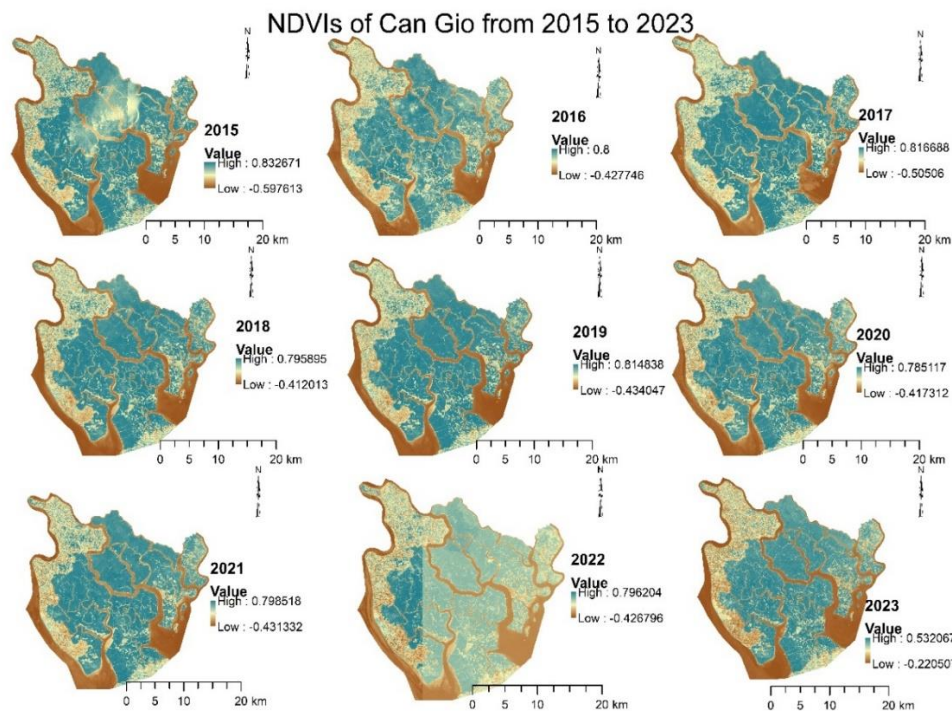 NDVIs of Can Gio from 2015 to 2023
N
2015
Value
High : 0.832671
Low : -0.597613
0 5 10 20 km
N
2016
Value
High : 0.8
Low : -0.427746
0 5 10 20 km
N
2017
Value
High : 0.816688
Low : -0.50506
0 5 10 20 km
N
2018
Value
High : 0.795895
Low : -0.412013
0 5 10 20 km
N
2019
Value
High : 0.814838
Low : -0.434047
0 5 10 20 km
N
2020
Value
High : 0.785117
Low : -0.417312
0 5 10 20 km
N
2021
Value
High : 0.798518
Low : -0.431332
0 5 10 20 km
N
2022
Value
High : 0.796204
Low : -0.426796
0 5 10 20 km
N
2023
Value
High : 0.532067
Low : -0.220507
0 5 10 20 km